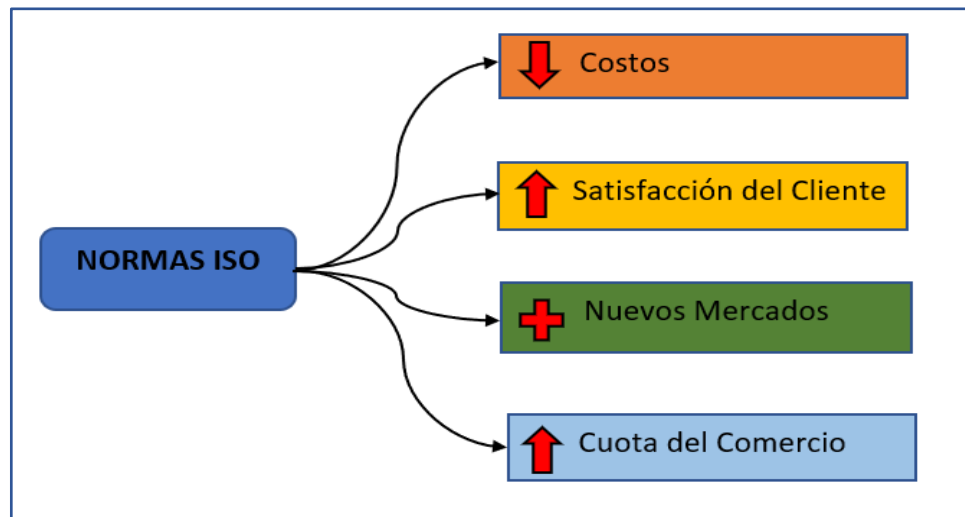 NORMAS ISO
Costos
Satisfacción del Cliente
Nuevos Mercados
Cuota del Comercio